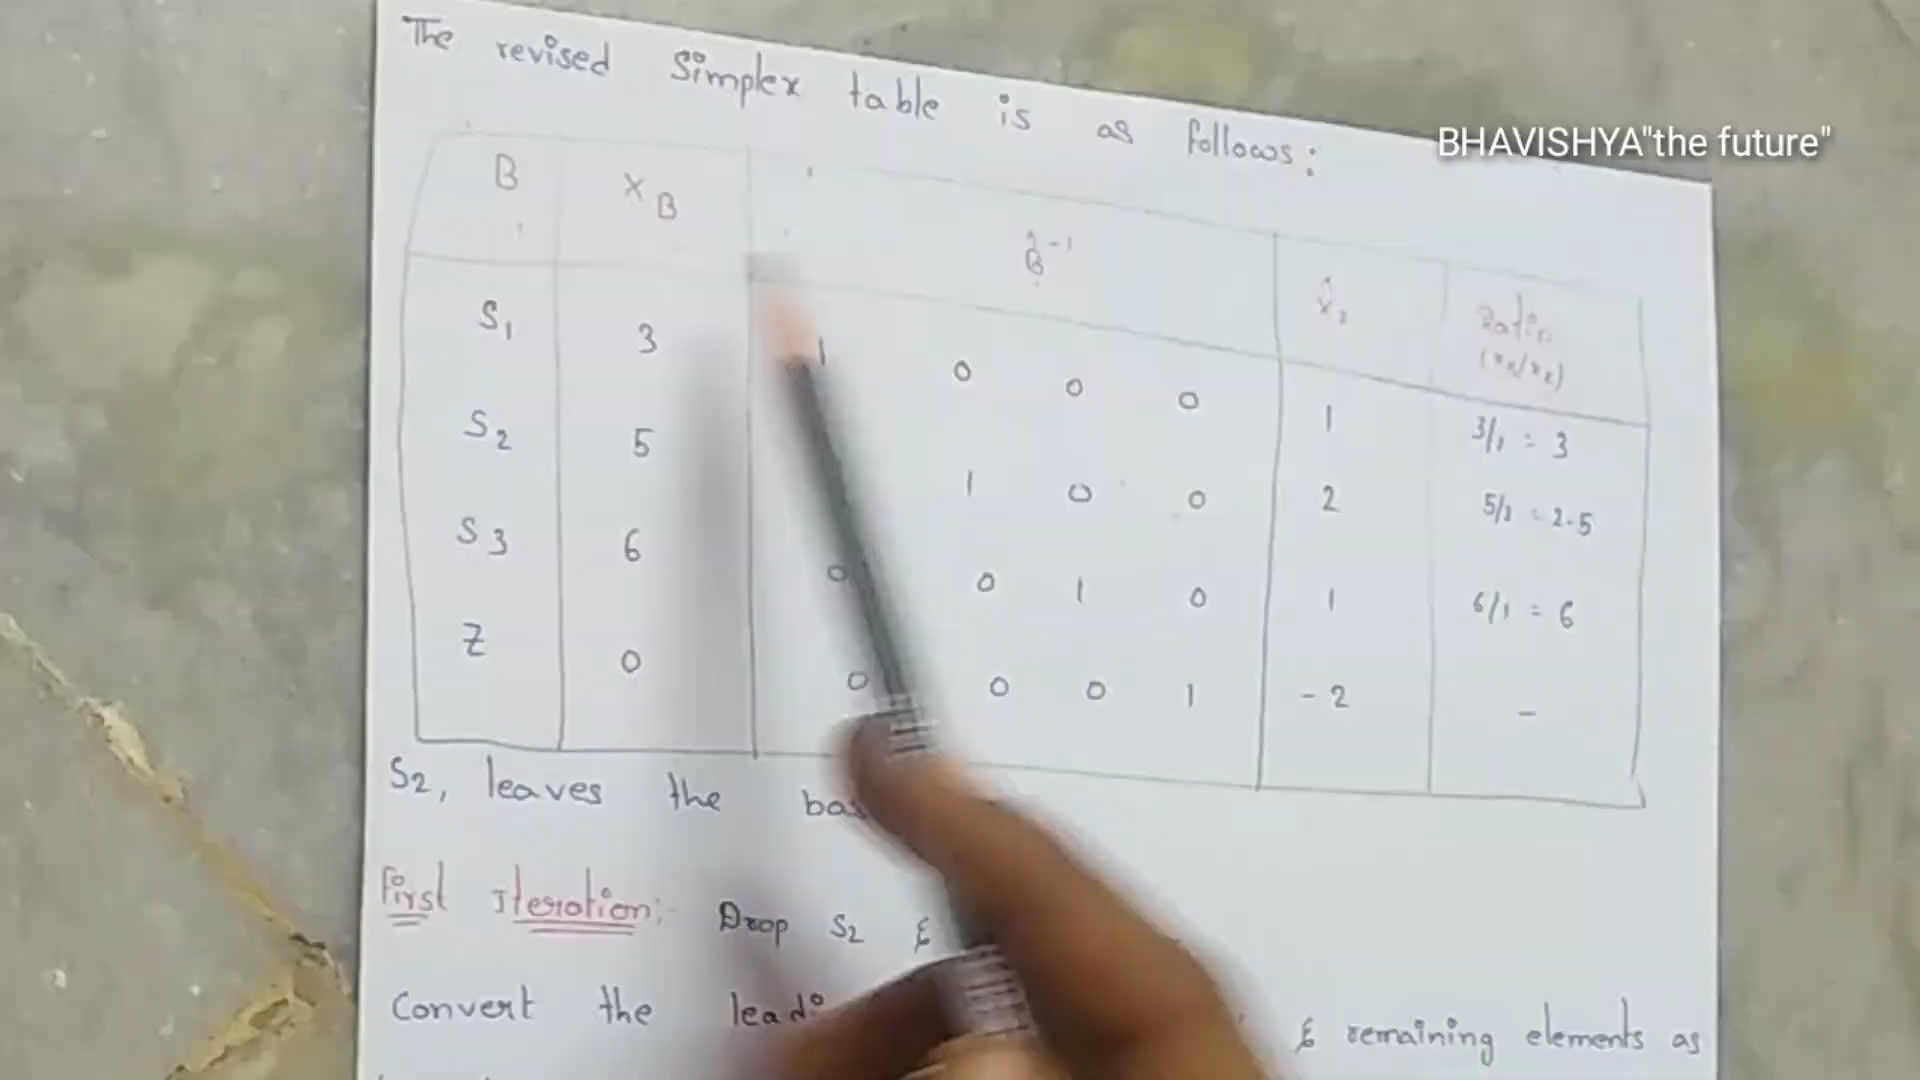 The revised Simplex table is as follows:
BHAVISHYA"the future"
B X_B B̂⁻¹ Ratio
S1 3 1 0 0 0 1 3/1 = 3
S2 5 1 0 0 2 = 2.5
S3 6 0 0 1 0 1 6/1 = 6
Z 0 0 0 0 1 -2 -
S2, leaves the
First Iteration:- Drop S2 &
Convert the & remaining elements as